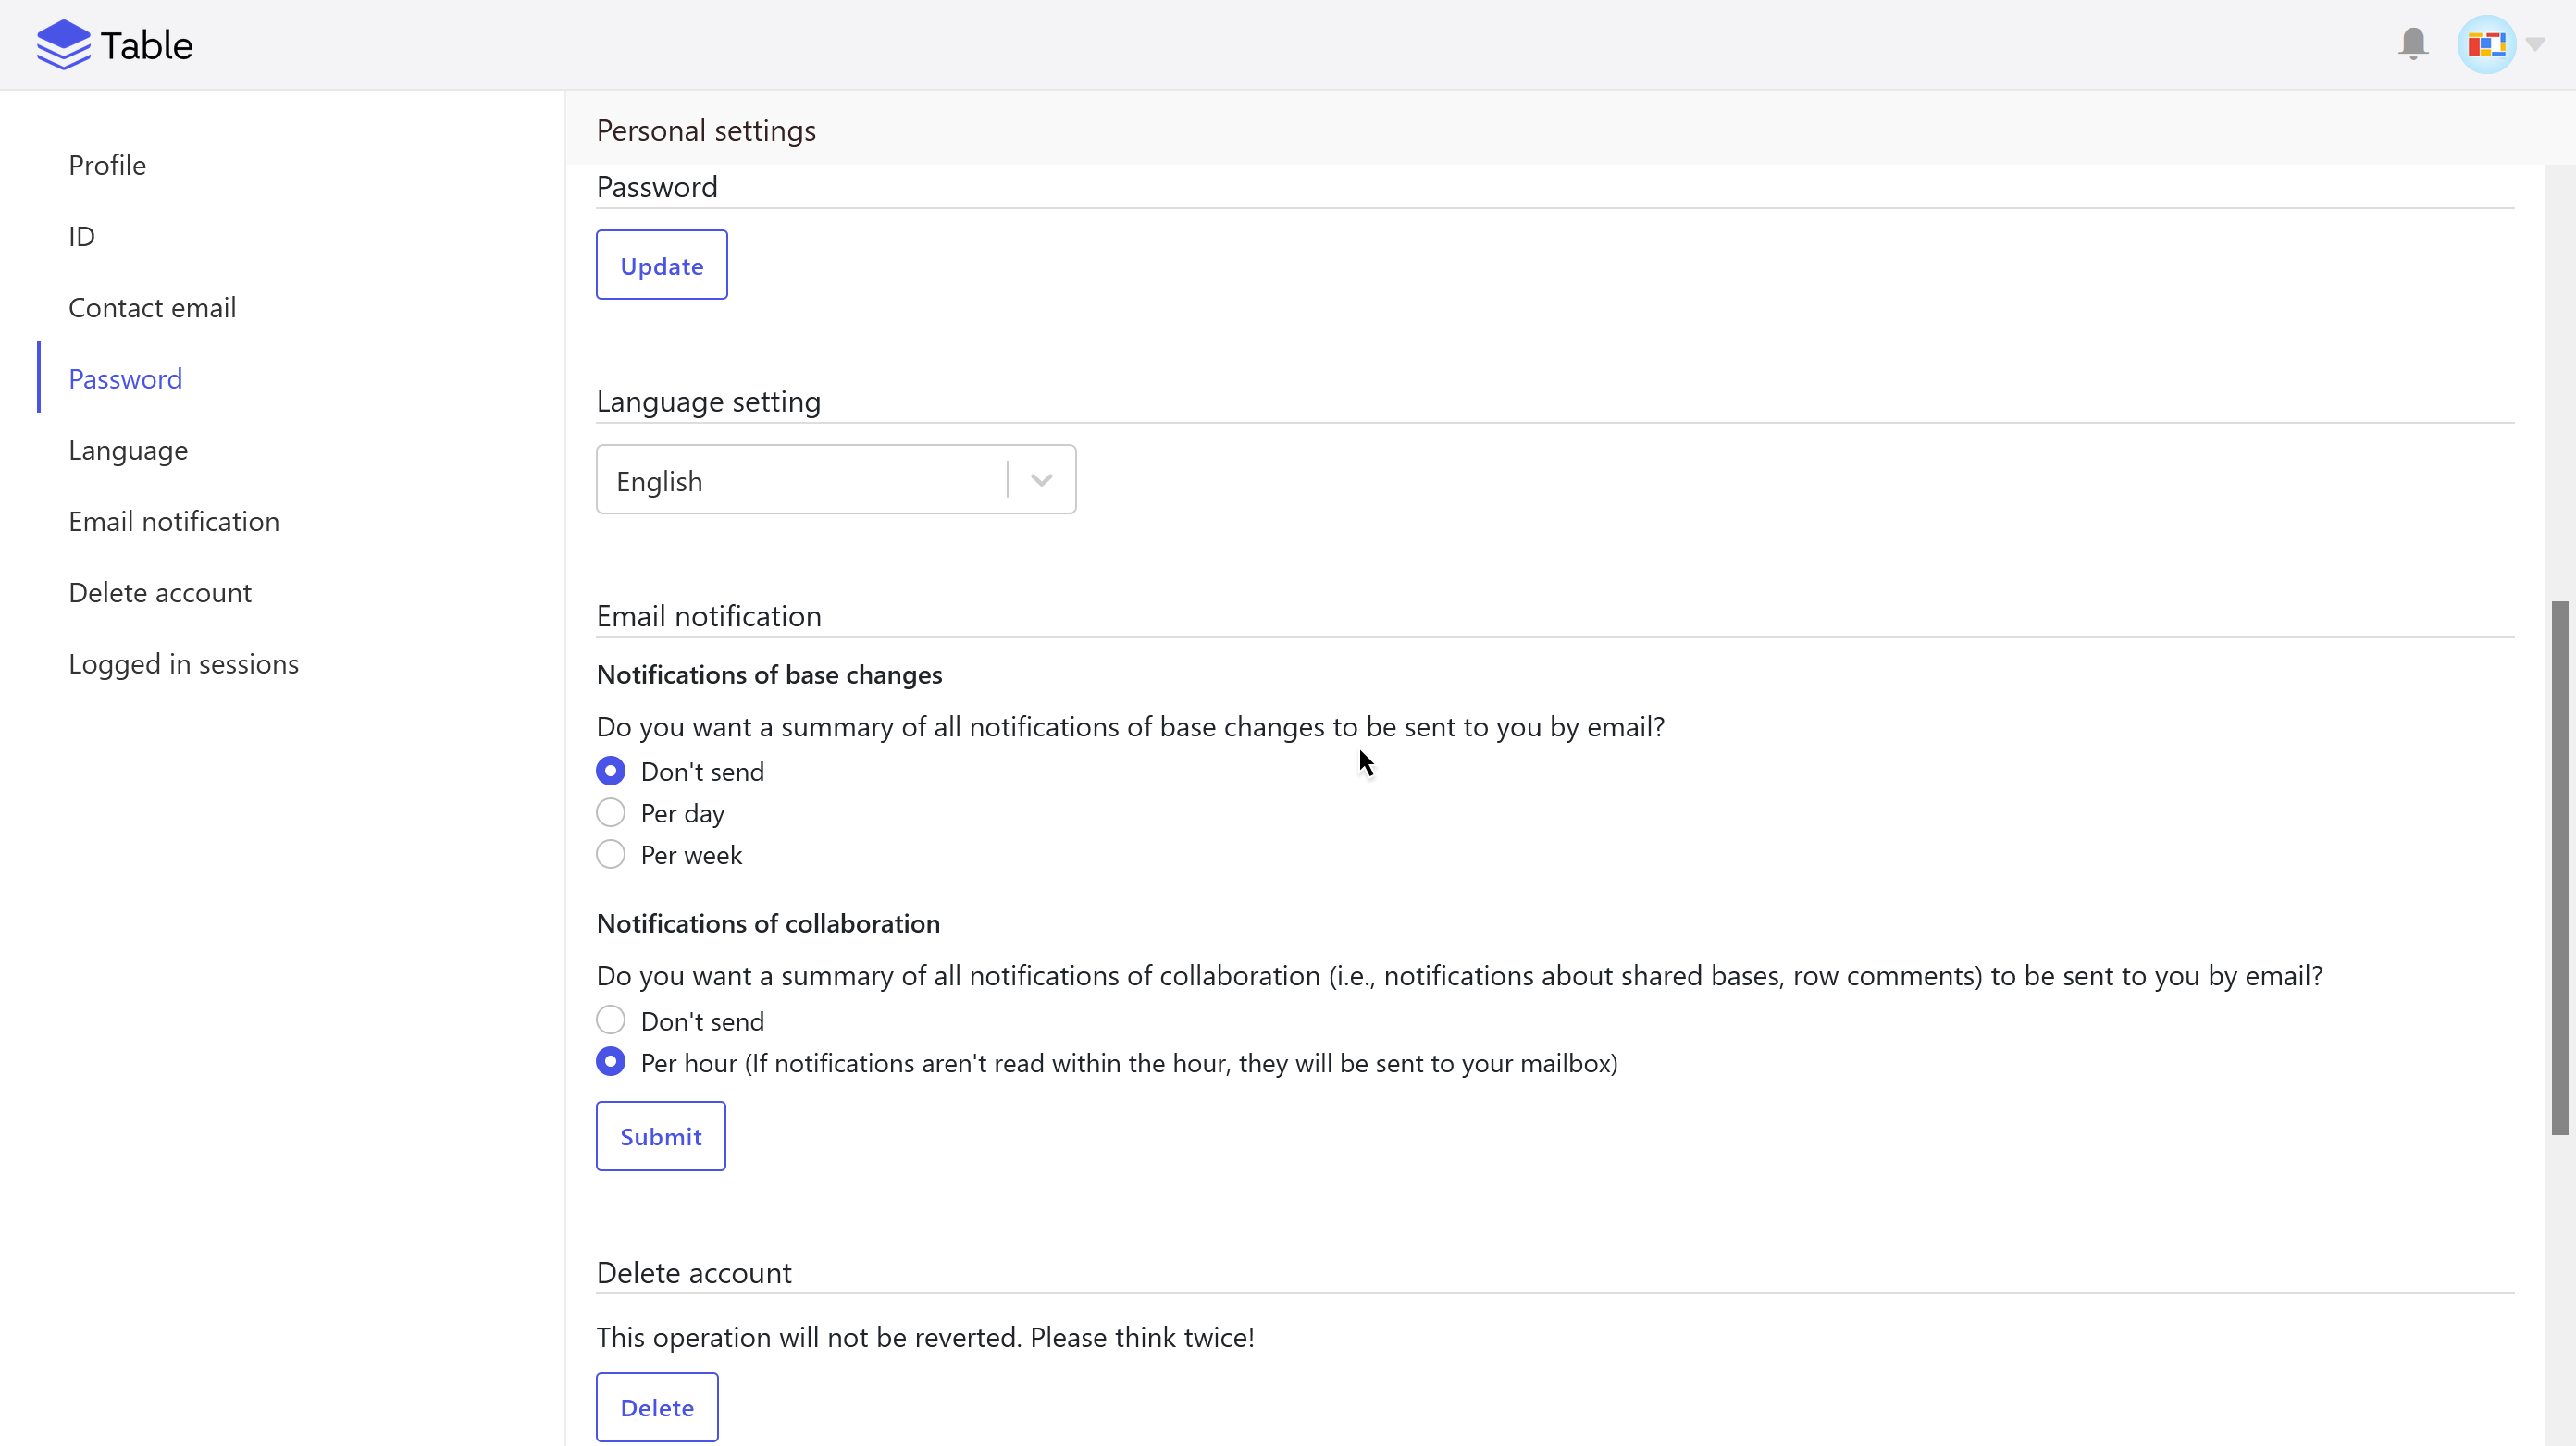 Table
Profile
ID
Contact email
Password
Language
Email notification
Delete account
Logged in sessions
Personal settings
Password
Update
Language setting
English
Email notification
Notifications of base changes
Do you want a summary of all notifications of base changes to be sent to you by email?
Don't send
Per day
Per week
Notifications of collaboration
Do you want a summary of all notifications of collaboration (i.e., notifications about shared bases, row comments) to be sent to you by email?
Don't send
Per hour (If notifications aren't read within the hour, they will be sent to your mailbox)
Submit
Delete account
This operation will not be reverted. Please think twice!
Delete